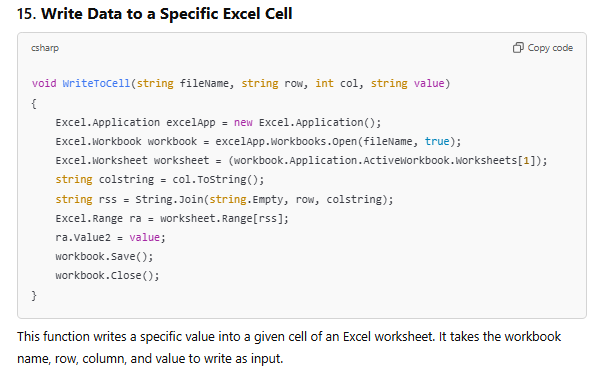 15. Write Data to a Specific Excel Cell
csharp
Copy code
void WriteToCell(string fileName, string row, int col, string value)
{
Excel.Application excelApp = new Excel.Application();
Excel.Workbook workbook = excelApp.Workbooks.Open(fileName, true);
Excel.Worksheet worksheet = (workbook.Application.ActiveWorkbook.Worksheets[1]);
string colstring = col.ToString();
string rss = String.Join(string.Empty, row, colstring);
Excel.Range ra = worksheet.Range[rss];
ra.Value2 = value;
workbook.Save();
workbook.Close();
}
This function writes a specific value into a given cell of an Excel worksheet. It takes the workbook
name, row, column, and value to write as input.